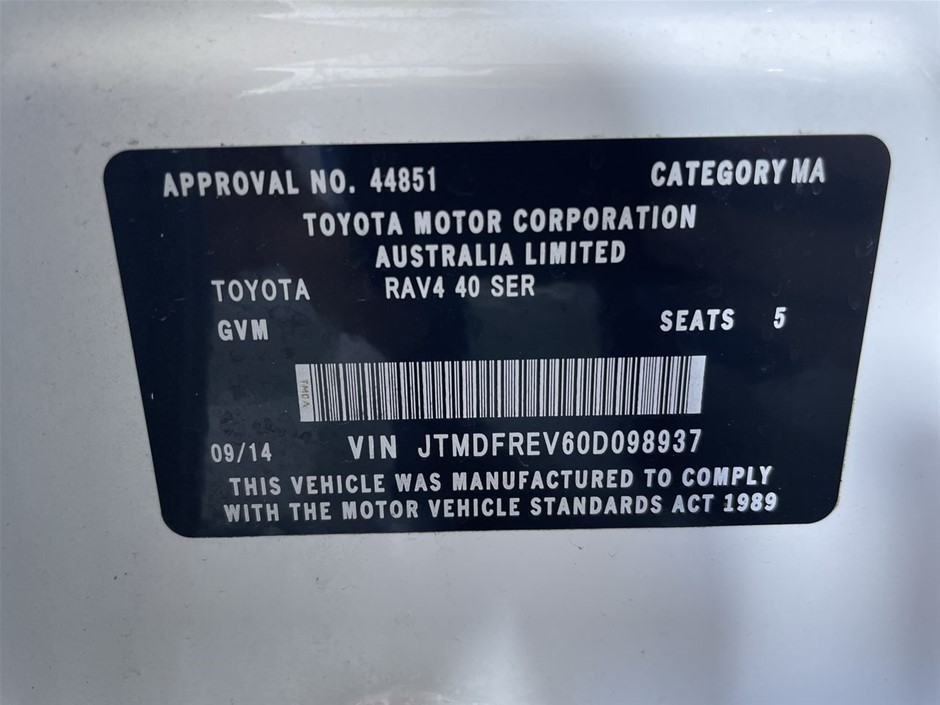 APPROVAL NO. 44851 CATEGORY MA
TOYOTA MOTOR CORPORATION
AUSTRALIA LIMITED
TOYOTA RAV4 40 SER
GVM SEATS 5
TMCA
09/14 VIN JTMDFREV60D098937
THIS VEHICLE WAS MANUFACTURED TO COMPLY
WITH THE MOTOR VEHICLE STANDARDS ACT 1989